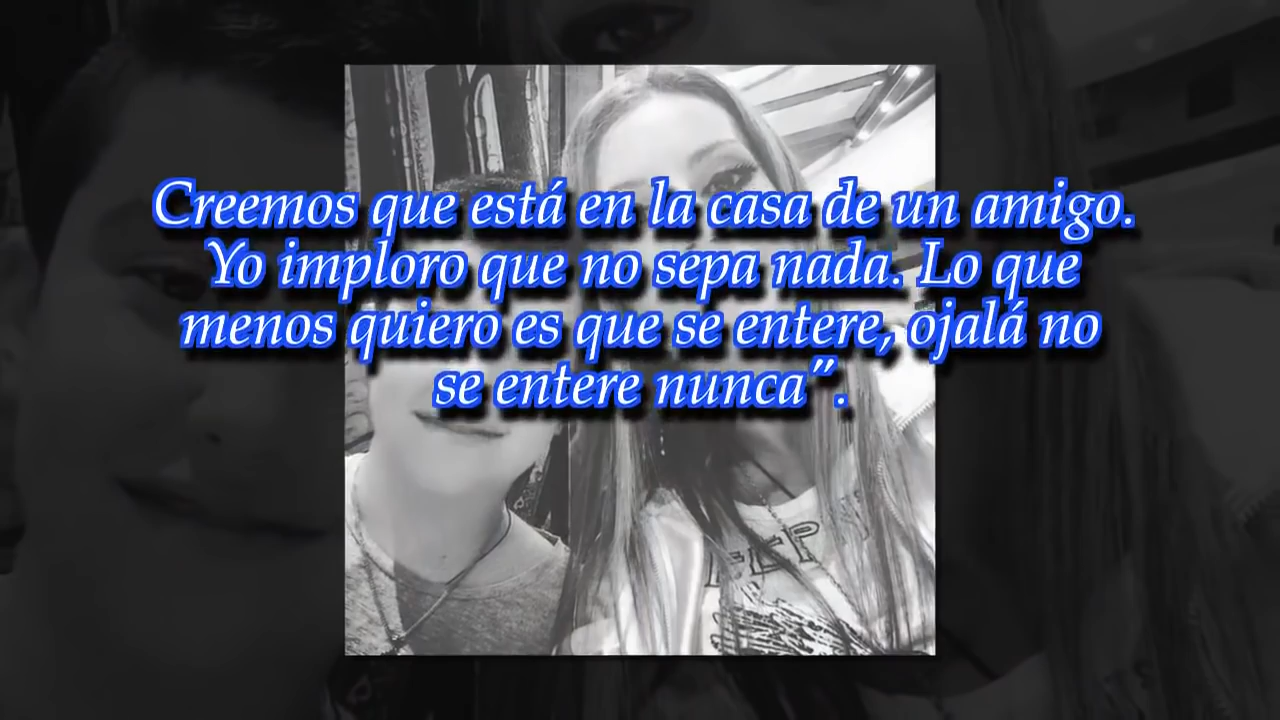 Creemos que está en la casa de un amigo.
Yo imploro que no sepa nada. Lo que
menos quiero es que se entere, ojalá no
se entere nunca”.